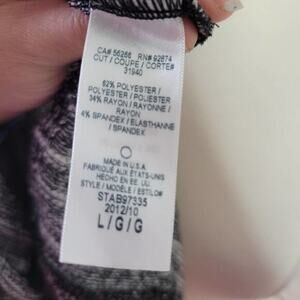 CA# 56286 RN# 92874
CUT / COUPE / CORTE#
31940
62% POLYESTER /
POLYESTER / POLIESTER
34% RAYON / RAYONNE /
RAYON
4% SPANDEX / ELASTHANNE
/ SPANDEX
MADE IN U.S.A.
FABRIQUÉ AUX ÉTATS-UNIS
HECHO EN EE. UU.
STYLE / MODÈLE / ESTILO#
STAB97335
2012/10
L / G / G